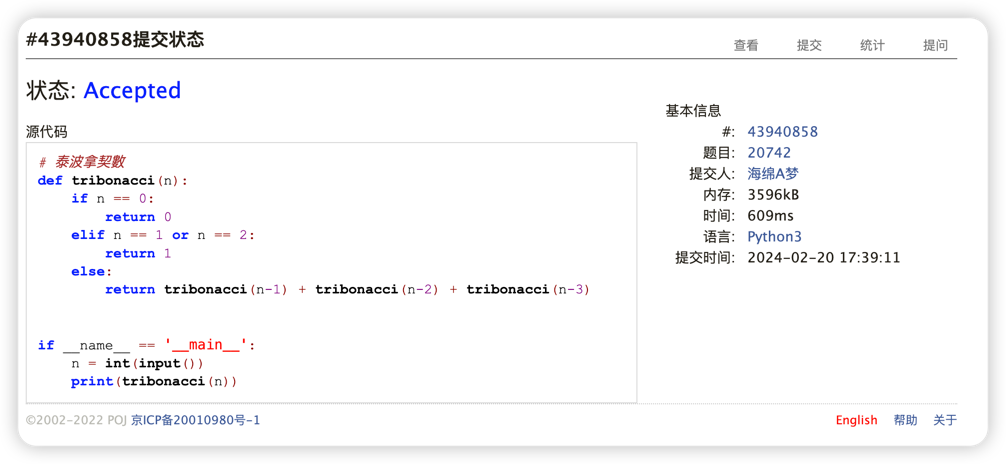 #43940858提交状态
查看 提交 统计 提问
状态: Accepted
源代码
# 泰波拿契數
def tribonacci(n):
    if n == 0:
        return 0
    elif n == 1 or n == 2:
        return 1
    else:
        return tribonacci(n-1) + tribonacci(n-2) + tribonacci(n-3)
if __name__ == '__main__':
    n = int(input())
    print(tribonacci(n))
基本信息
#: 43940858
题目: 20742
提交人: 海绵A梦
内存: 3596kB
时间: 609ms
语言: Python3
提交时间: 2024-02-20 17:39:11
©2002-2022 POJ 京ICP备20010980号-1
English 帮助 关于